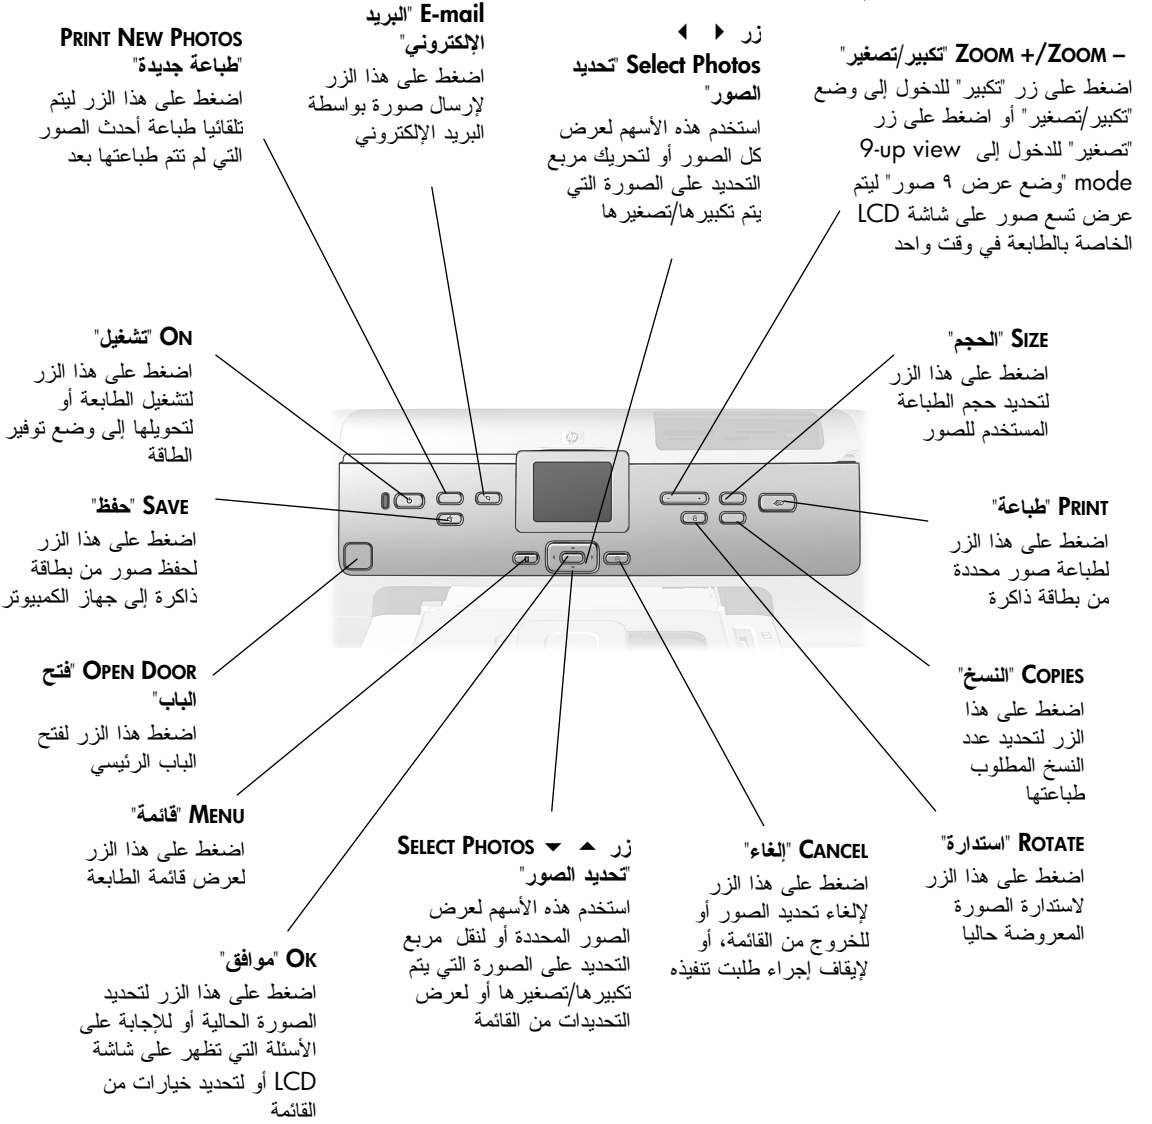 PRINT NEW PHOTOS
"طباعة جديدة"
اضغط على هذا الزر ليتم
تلقائيا طباعة أحدث الصور
التي لم تتم طباعتها بعد
E-mail "البريد
الإلكتروني"
اضغط على هذا الزر
لإرسال صورة بواسطة
البريد الإلكتروني
زر
Select Photos "تحديد
الصور"
استخدم هذه الأسهم لعرض
كل الصور أو لتحريك مربع
التحديد على الصورة التي
يتم تكبيرها/تصغيرها
ZOOM +/ZOOM – "تكبير/تصغير"
اضغط على زر "تكبير" للدخول إلى وضع
"تكبير/تصغير" أو اضغط على زر
"تصغير" للدخول إلى 9-up view
mode "وضع عرض ٩ صور" ليتم
عرض تسع صور على شاشة LCD
الخاصة بالطابعة في وقت واحد
ON "تشغيل"
اضغط على هذا الزر
لتشغيل الطابعة أو
لتحويلها إلى وضع توفير
الطاقة
SIZE "الحجم"
اضغط على هذا الزر
لتحديد حجم الطباعة
المستخدم للصور
SAVE "حفظ"
اضغط على هذا الزر
لحفظ صور من بطاقة
ذاكرة إلى جهاز الكمبيوتر
PRINT "طباعة"
اضغط على هذا الزر
لطباعة صور محددة
من بطاقة ذاكرة
OPEN DOOR "فتح
الباب"
اضغط هذا الزر لفتح
الباب الرئيسي
COPIES "النسخ"
اضغط على هذا
الزر لتحديد عدد
النسخ المطلوب
طباعتها
MENU "قائمة"
اضغط على هذا الزر
لعرض قائمة الطابعة
زر SELECT PHOTOS
"تحديد الصور"
استخدم هذه الأسهم لعرض
الصور المحددة أو لنقل مربع
التحديد على الصورة التي يتم
تكبيرها/تصغيرها أو لعرض
التحديدات من القائمة
CANCEL "إلغاء"
اضغط على هذا الزر
لإلغاء تحديد الصور أو
للخروج من القائمة، أو
لإيقاف إجراء طلبت تنفيذه
ROTATE "استدارة"
اضغط على هذا الزر
لاستدارة الصورة
المعروضة حاليا
OK "موافق"
اضغط على هذا الزر لتحديد
الصورة الحالية أو للإجابة على
الأسئلة التي تظهر على شاشة
LCD أو لتحديد خيارات من
القائمة
hp